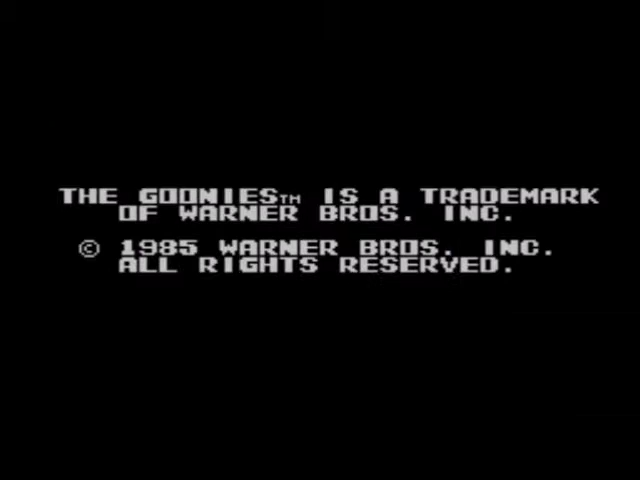 THE GOONIES™ IS A TRADEMARK
OF WARNER BROS. INC.
© 1985 WARNER BROS. INC.
ALL RIGHTS RESERVED.